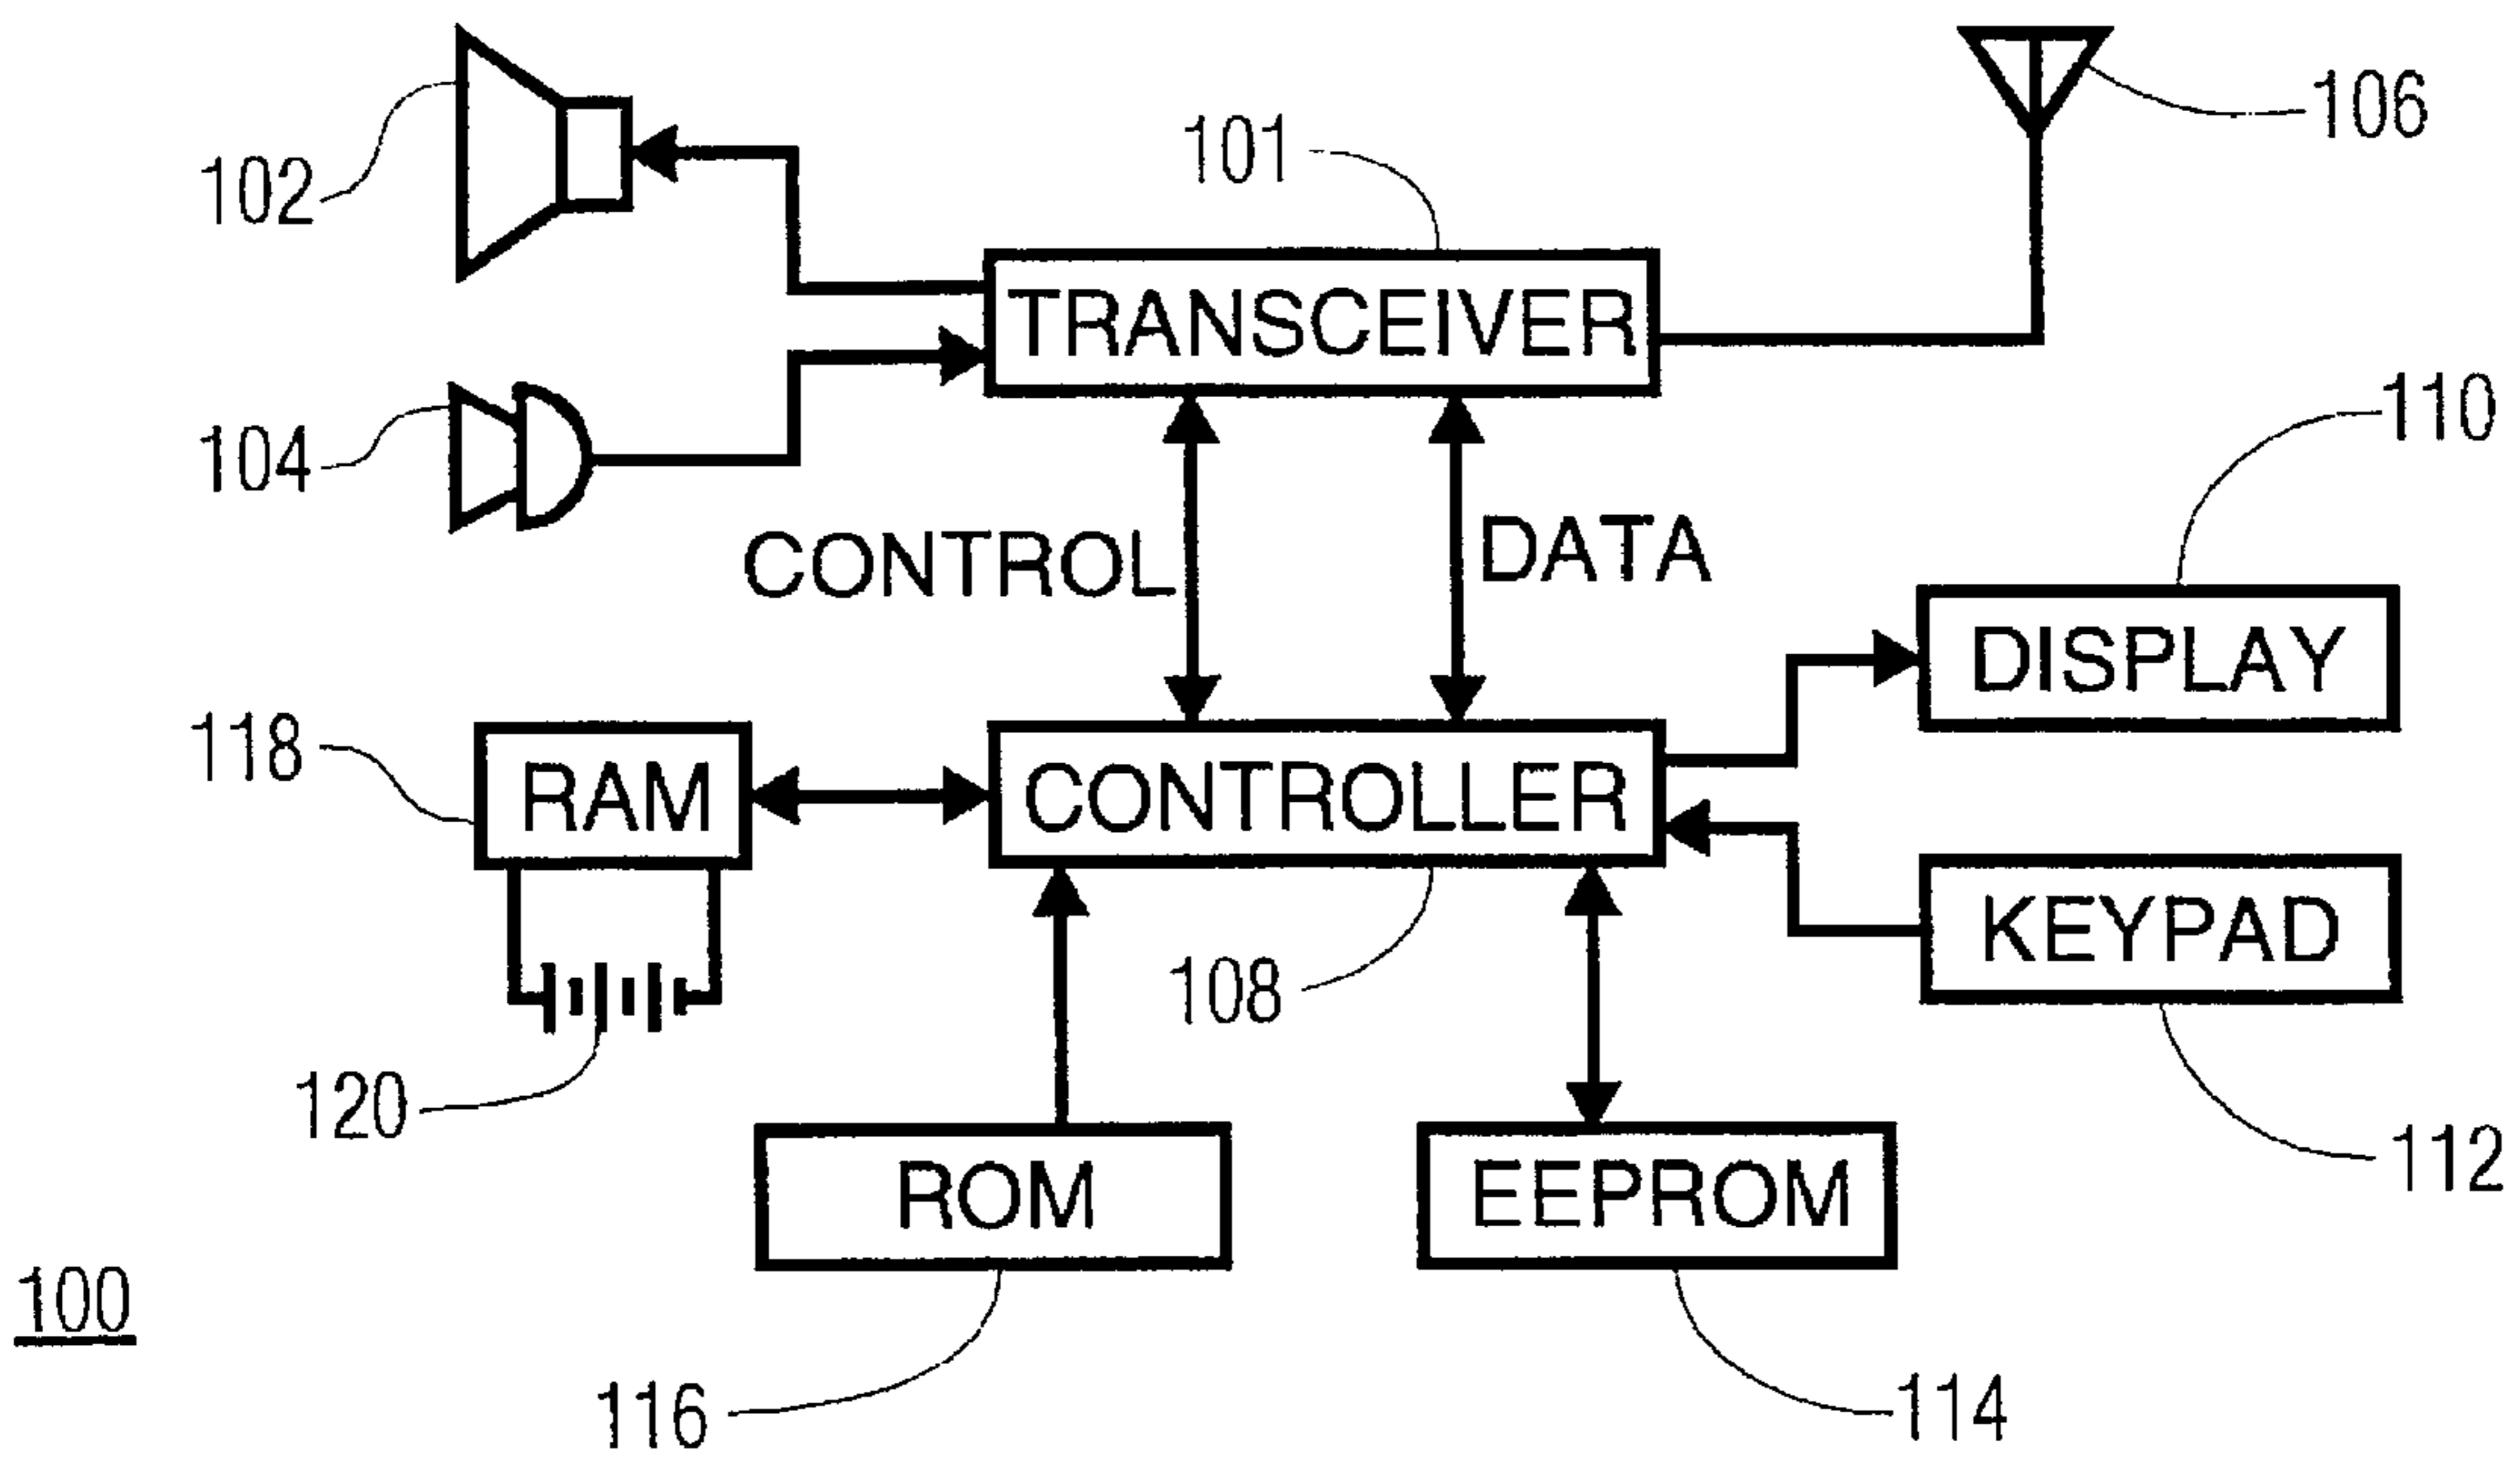 102
101
106
TRANSCEIVER
104
110
CONTROL
DATA
DISPLAY
118
RAM
CONTROLLER
KEYPAD
108
120
112
ROM
EEPROM
100
116
114